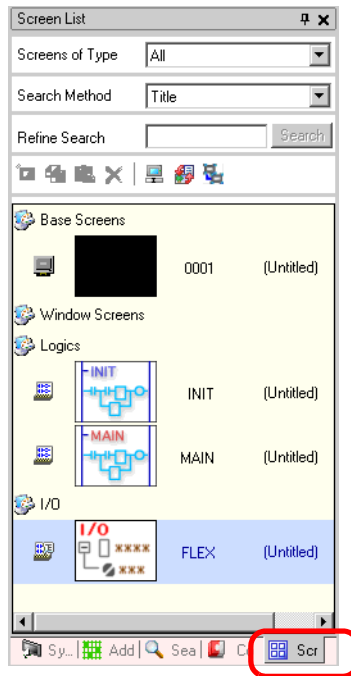 Screen List
Screens of Type All
Search Method Title
Refine Search Search
Base Screens
0001 (Untitled)
Window Screens
Logics
INIT
INIT (Untitled)
MAIN
MAIN (Untitled)
I/O
I/O
****
***
FLEX (Untitled)
Sy... Add Sea C Scr